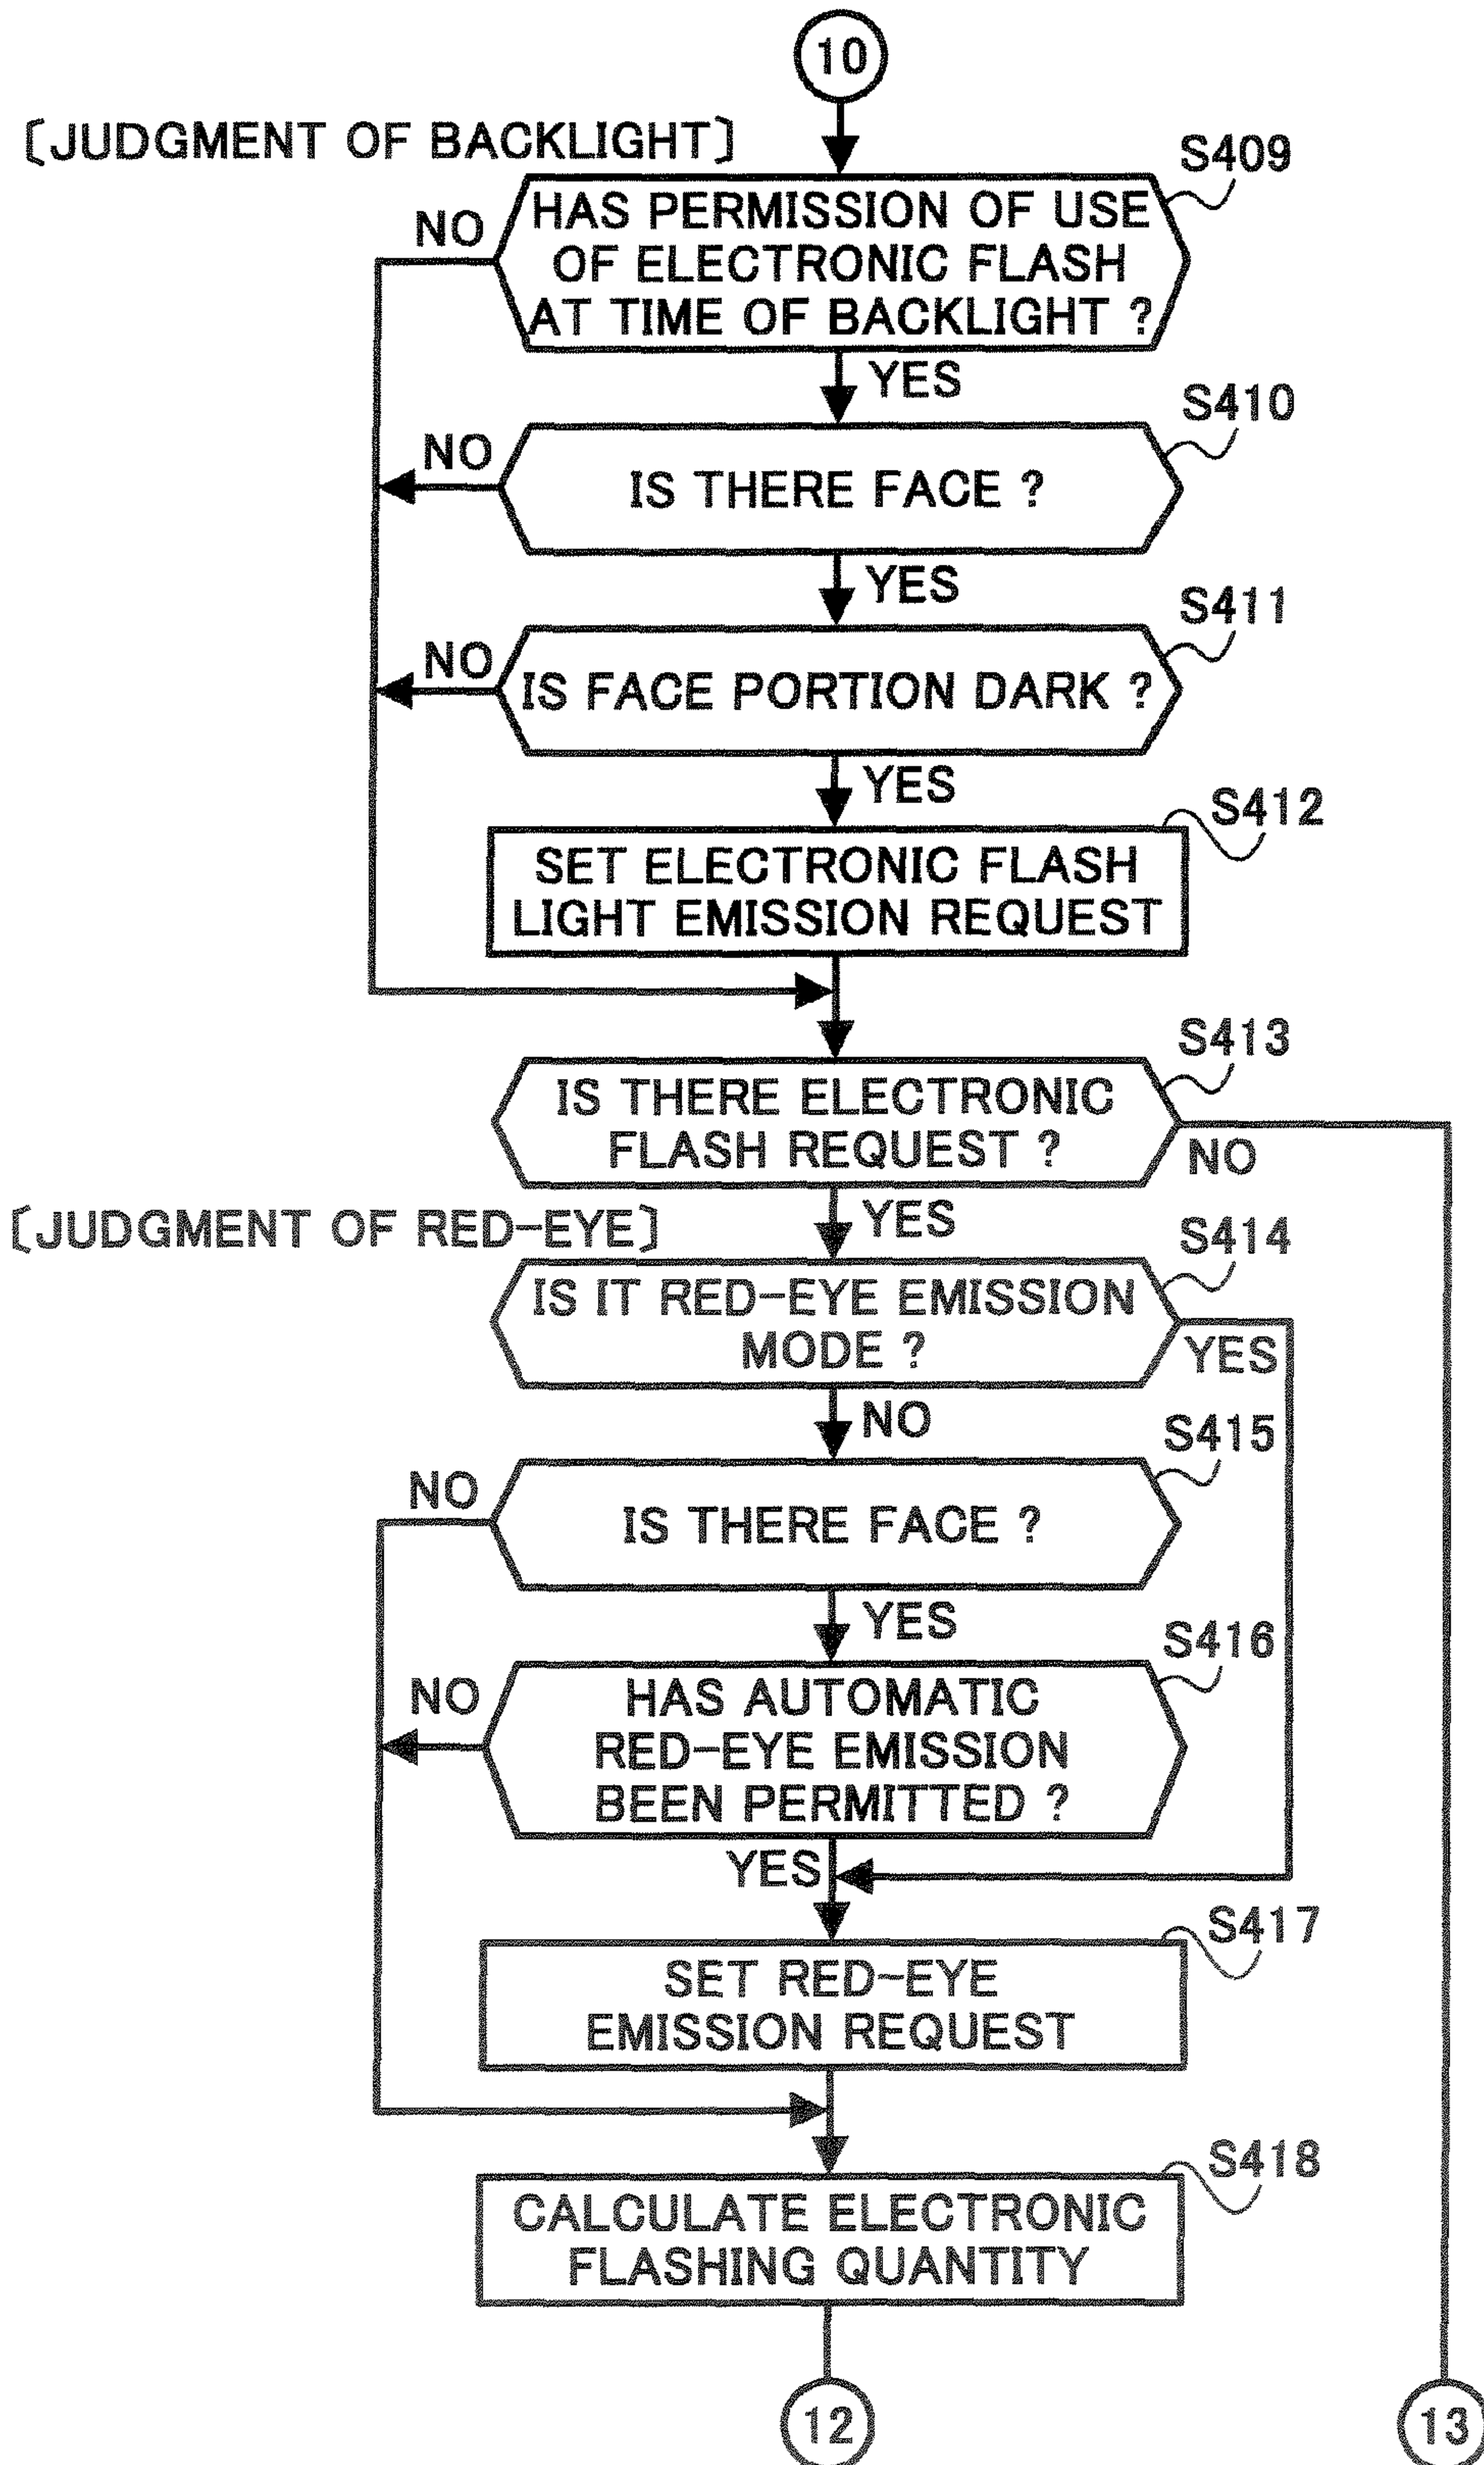 10
〔JUDGMENT OF BACKLIGHT〕
S409
NO
HAS PERMISSION OF USE
OF ELECTRONIC FLASH
AT TIME OF BACKLIGHT ?
YES
S410
NO
IS THERE FACE ?
YES
S411
NO
IS FACE PORTION DARK ?
YES
S412
SET ELECTRONIC FLASH
LIGHT EMISSION REQUEST
S413
IS THERE ELECTRONIC
FLASH REQUEST ?
NO
〔JUDGMENT OF RED-EYE〕
YES
S414
IS IT RED-EYE EMISSION
MODE ?
YES
NO
S415
NO
IS THERE FACE ?
YES
S416
NO
HAS AUTOMATIC
RED-EYE EMISSION
BEEN PERMITTED ?
YES
S417
SET RED-EYE
EMISSION REQUEST
S418
CALCULATE ELECTRONIC
FLASHING QUANTITY
12
13